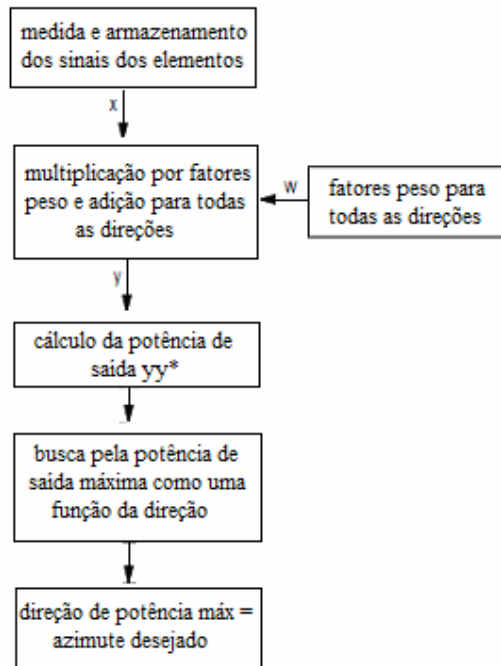 medida e armazenamento
dos sinais dos elementos
x
multiplicação por fatores
peso e adição para todas
as direções
w
fatores peso para
todas as direções
y
cálculo da potência de
saída yy*
busca pela potência de
saída máxima como uma
função da direção
direção de potência máx =
azimute desejado